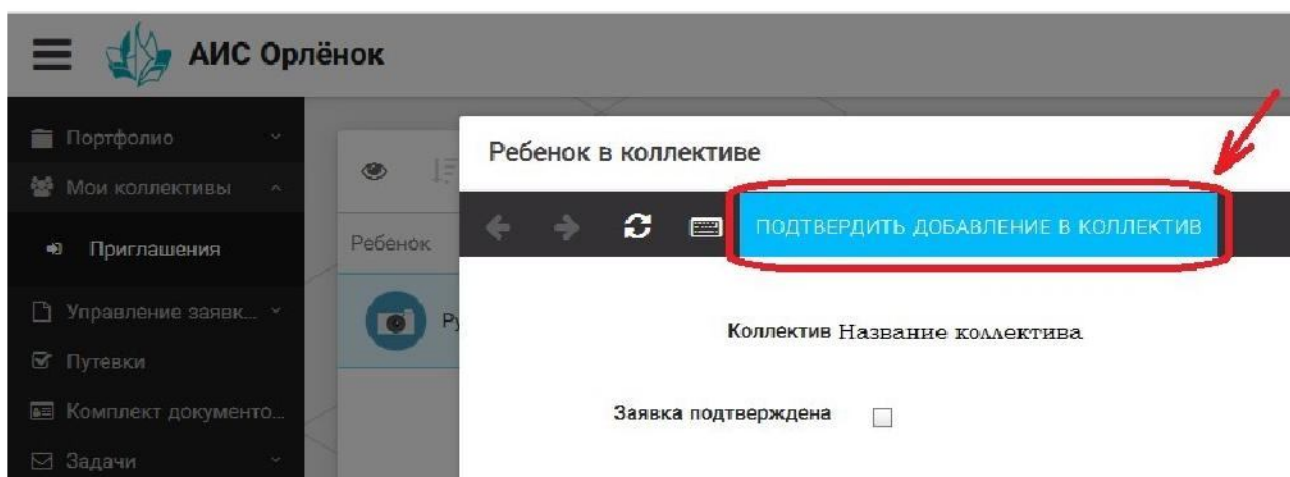 АИС Орлёнок
Портфолио
Мои коллективы
Приглашения
Управление заявк...
Путевки
Комплект документо...
Задачи
Ребенок
Ребенок в коллективе
ПОДТВЕРДИТЬ ДОБАВЛЕНИЕ В КОЛЛЕКТИВ
Коллектив Название коллектива
Заявка подтверждена